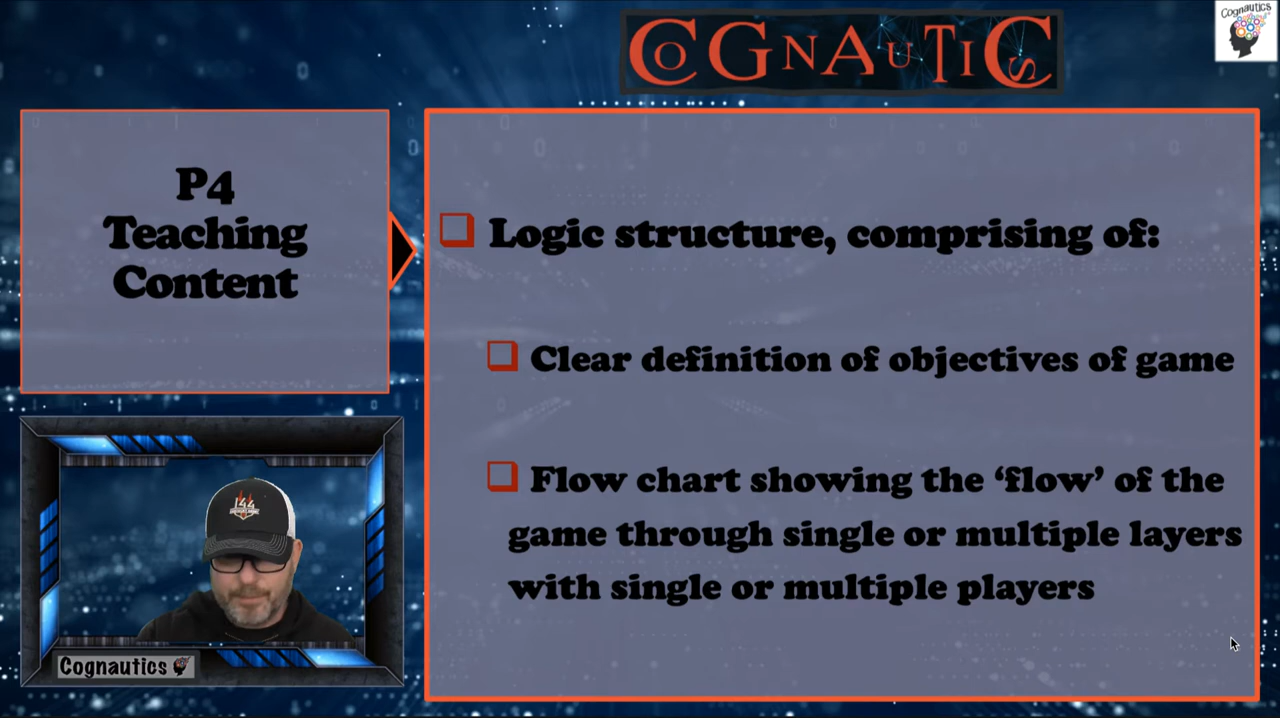 COGNAUTICS
Cognautics
P4
Teaching
Content
❑ Logic structure, comprising of:
❑ Clear definition of objectives of game
❑ Flow chart showing the ‘flow’ of the
game through single or multiple layers
with single or multiple players
144
Cognautics